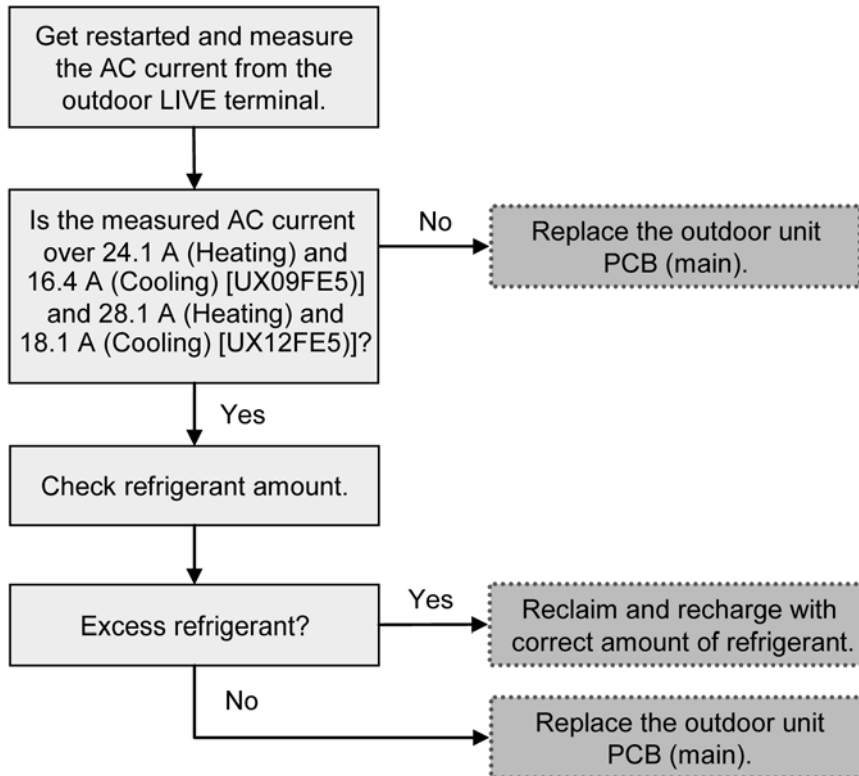 Get restarted and measure
the AC current from the
outdoor LIVE terminal.
Is the measured AC current
over 24.1 A (Heating) and
16.4 A (Cooling) [UX09FE5)]
and 28.1 A (Heating) and
18.1 A (Cooling) [UX12FE5)]?
No
Replace the outdoor unit
PCB (main).
Yes
Check refrigerant amount.
Excess refrigerant?
Yes
Reclaim and recharge with
correct amount of refrigerant.
No
Replace the outdoor unit
PCB (main).